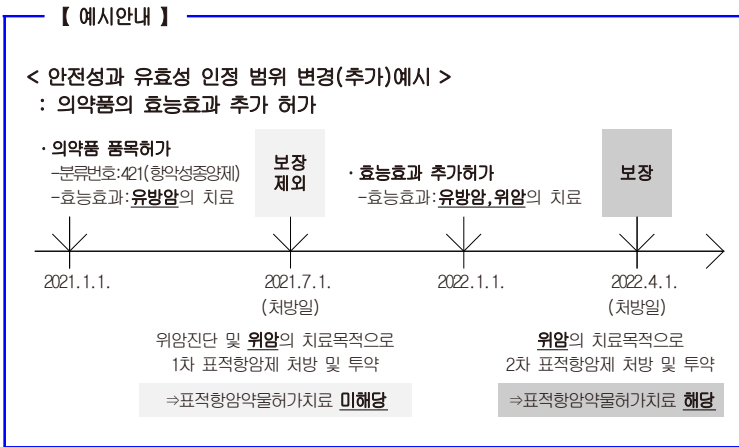 【 예시안내 】
< 안전성과 유효성 인정 범위 변경(추가)예시 >
: 의약품의 효능효과 추가 허가
· 의약품 품목허가
-분류번호:421(항악성종양제)
-효능효과:유방암의 치료
보장
제외
· 효능효과 추가허가
-효능효과:유방암,위암의 치료
보장
2021.1.1.
2021.7.1.
(처방일)
2022.1.1.
2022.4.1.
(처방일)
위암진단 및 위암의 치료목적으로
1차 표적항암제 처방 및 투약
⇒표적항암약물허가치료 미해당
위암의 치료목적으로
2차 표적항암제 처방 및 투약
⇒표적항암약물허가치료 해당